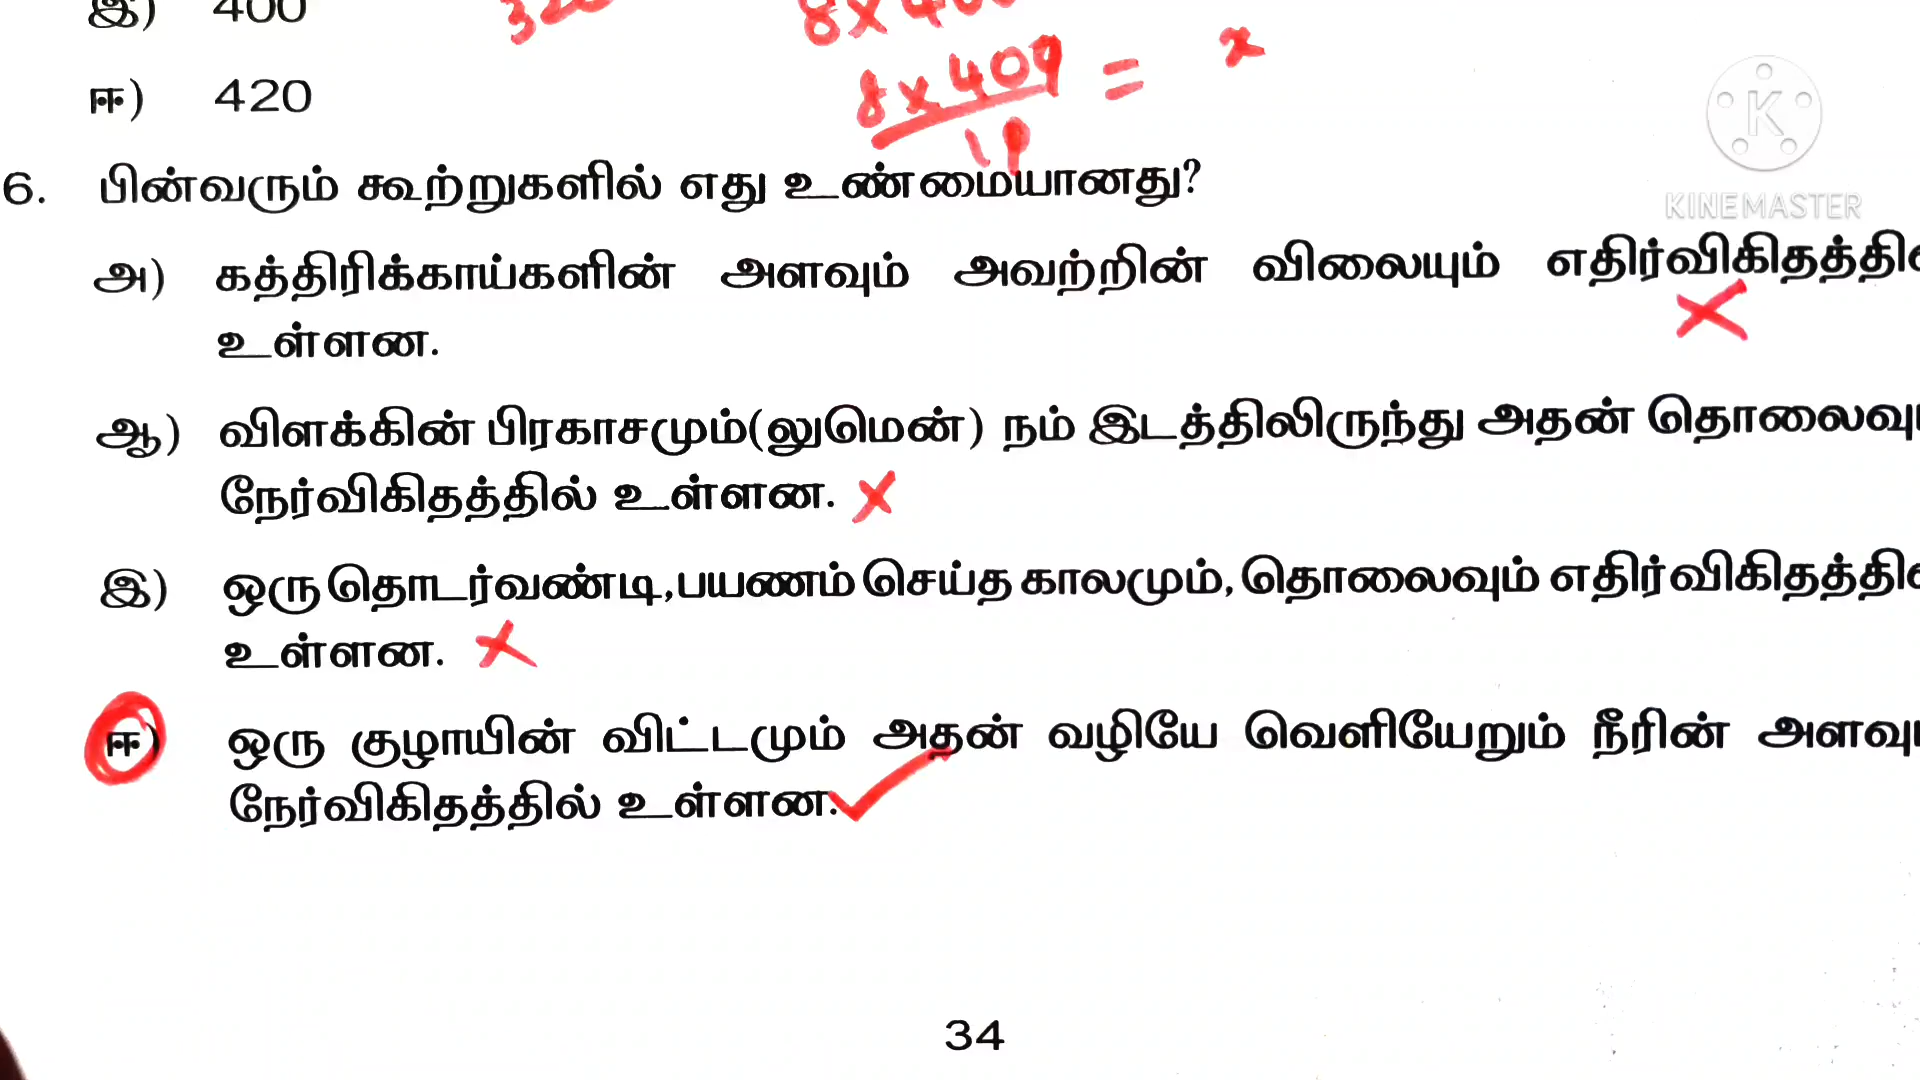 இ) 400
ஈ) 420
8 x 409 =
10
x
K
KINEMASTER
6. பின்வரும் கூற்றுகளில் எது உண்மையானது?
அ) கத்திரிக்காய்களின் அளவும் அவற்றின் விலையும் எதிர்விகிதத்தில்
உள்ளன.
ஆ) விளக்கின் பிரகாசமும்(லுமென்) நம் இடத்திலிருந்து அதன் தொலைவு
நேர்விகிதத்தில் உள்ளன.
இ) ஒரு தொடர்வண்டி, பயணம் செய்த காலமும், தொலைவும் எதிர்விகிதத்தில்
உள்ளன.
ஈ) ஒரு குழாயின் விட்டமும் அதன் வழியே வெளியேறும் நீரின் அளவு
நேர்விகிதத்தில் உள்ளன.
34